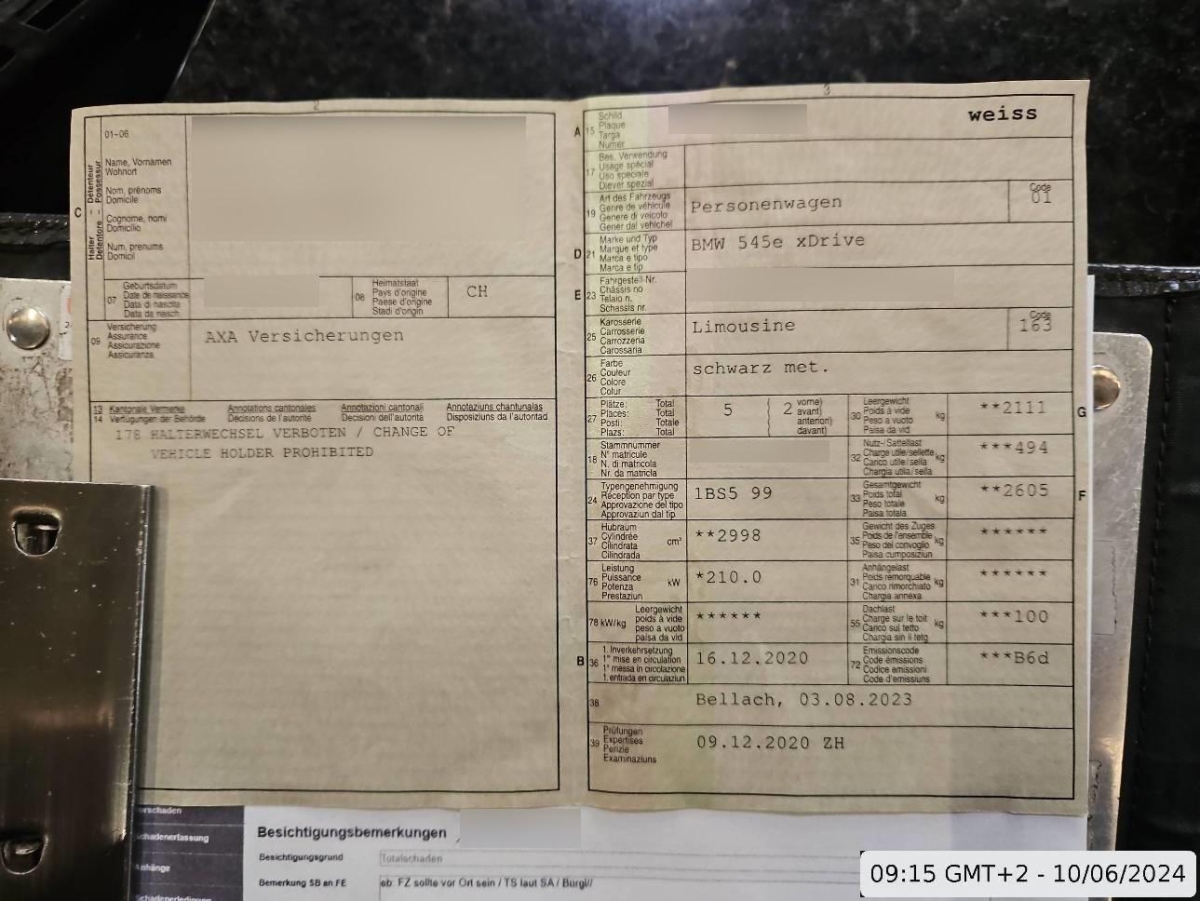 2
3
01-06
Name, Vornamen
Wohnort
Nom, prénoms
Domicile
Cognome, nomi
Domicilio
Num, prenums
Domicil
C
Halter -- Détenteur
Detentore -- Possessur
07
Geburtsdatum
Date de naissance
Data di nascita
Data da nasch.
08
Heimatstaat
Pays d'origine
Paese d'origine
Stadi d'origin
CH
09
Versicherung
Assurance
Assicurazione
Assicuranza
AXA Versicherungen
13 Kantonale Vermerke Annotations cantonales Annotazioni cantonali Annotaziuns chantunalas
14 Verfügungen der Behörde Décisions de l'autorité Decisioni dell'autorità Disposiziuns da l'autoritad
178 HALTERWECHSEL VERBOTEN / CHANGE OF
VEHICLE HOLDER PROHIBITED
A 15
Schild
Plaque
Targa
Numer
weiss
17
Bes. Verwendung
Usage spécial
Uso speciale
Diever spezial
19
Art des Fahrzeugs
Genre de véhicule
Genere di veicolo
Gener dal vehichel
Personenwagen
Code
01
D 21
Marke und Typ
Marque et type
Marca e tipo
Marca e tip
BMW 545e xDrive
E 23
Fahrgestell Nr.
Châssis no
Telaio n.
Schassis nr.
25
Karosserie
Carrosserie
Carrozzeria
Carossaria
Limousine
Code
163
26
Farbe
Couleur
Colore
Colur
schwarz met.
27
Plätze: Total
Places: Total
Posti: Totale
Plazs: Total
5
2
vorne)
avant)
anteriori)
davant)
30
Leergewicht
Poids à vide
Peso a vuoto
Paisa da vid
kg
**2111
G
18
Stammnummer
N° matricule
N. di matricola
Nr. da matricla
32
Nutz-/Sattellast
Charge utile/sellette
Carico utile/sella
Chargia utila/sella
kg
***494
24
Typengenehmigung
Réception par type
Approvazione del tipo
Approvaziun dal tip
1BS5 99
33
Gesamtgewicht
Poids total
Peso totale
Paisa totala
kg
**2605
F
37
Hubraum
Cylindrée
Cilindrata
Cilindrada
cm³
**2998
35
Gewicht des Zuges
Poids de l'ensemble
Peso del convoglio
Paisa cumposiziun
kg
******
76
Leistung
Puissance
Potenza
Prestaziun
kW
*210.0
31
Anhängelast
Poids remorquable
Carico rimorchiato
Chargia annexa
kg
******
78 kW/kg
Leergewicht
poids à vide
peso a vuoto
paisa da vid
******
55
Dachlast
Charge sur le toit
Carico sul tetto
Chargia sin il tetg
kg
***100
B 36
1. Inverkehrsetzung
1re mise en circulation
1a messa in circolazione
1. entrada en circulaziun
16.12.2020
72
Emissionscode
Code émissions
Codice emissioni
Code d'emissiuns
***B6d
38
Bellach, 03.08.2023
39
Prüfungen
Expertises
Perizie
Examinaziuns
09.12.2020 ZH
Besichtigungsbemerkungen
Besichtigungsgrund
Totalschaden
Bemerkung SB an FE
eb: FZ sollte vor Ort sein / TS laut SA / Bürgi//
09:15 GMT+2 - 10/06/2024